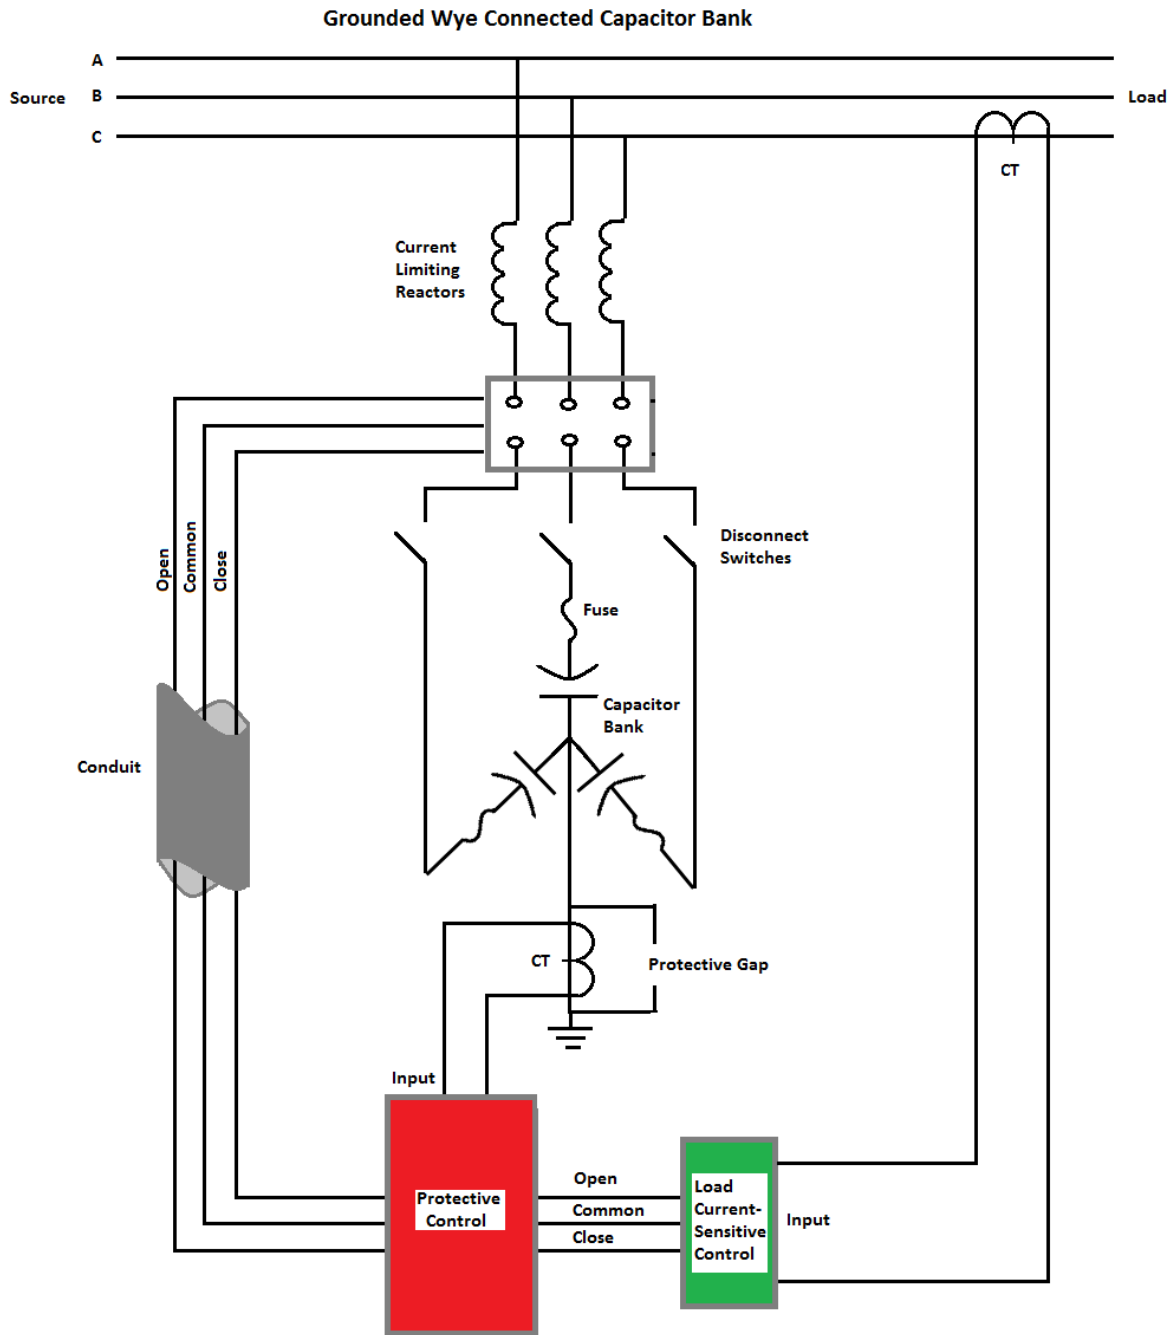 Grounded Wye Connected Capacitor Bank
A
Source
B
Load
C
CT
Current
Limiting
Reactors
Open
Common
Close
Disconnect
Switches
Fuse
Capacitor
Bank
Conduit
CT
Protective Gap
Input
Protective
Control
Open
Common
Close
Load
Current-
Sensitive
Control
Input